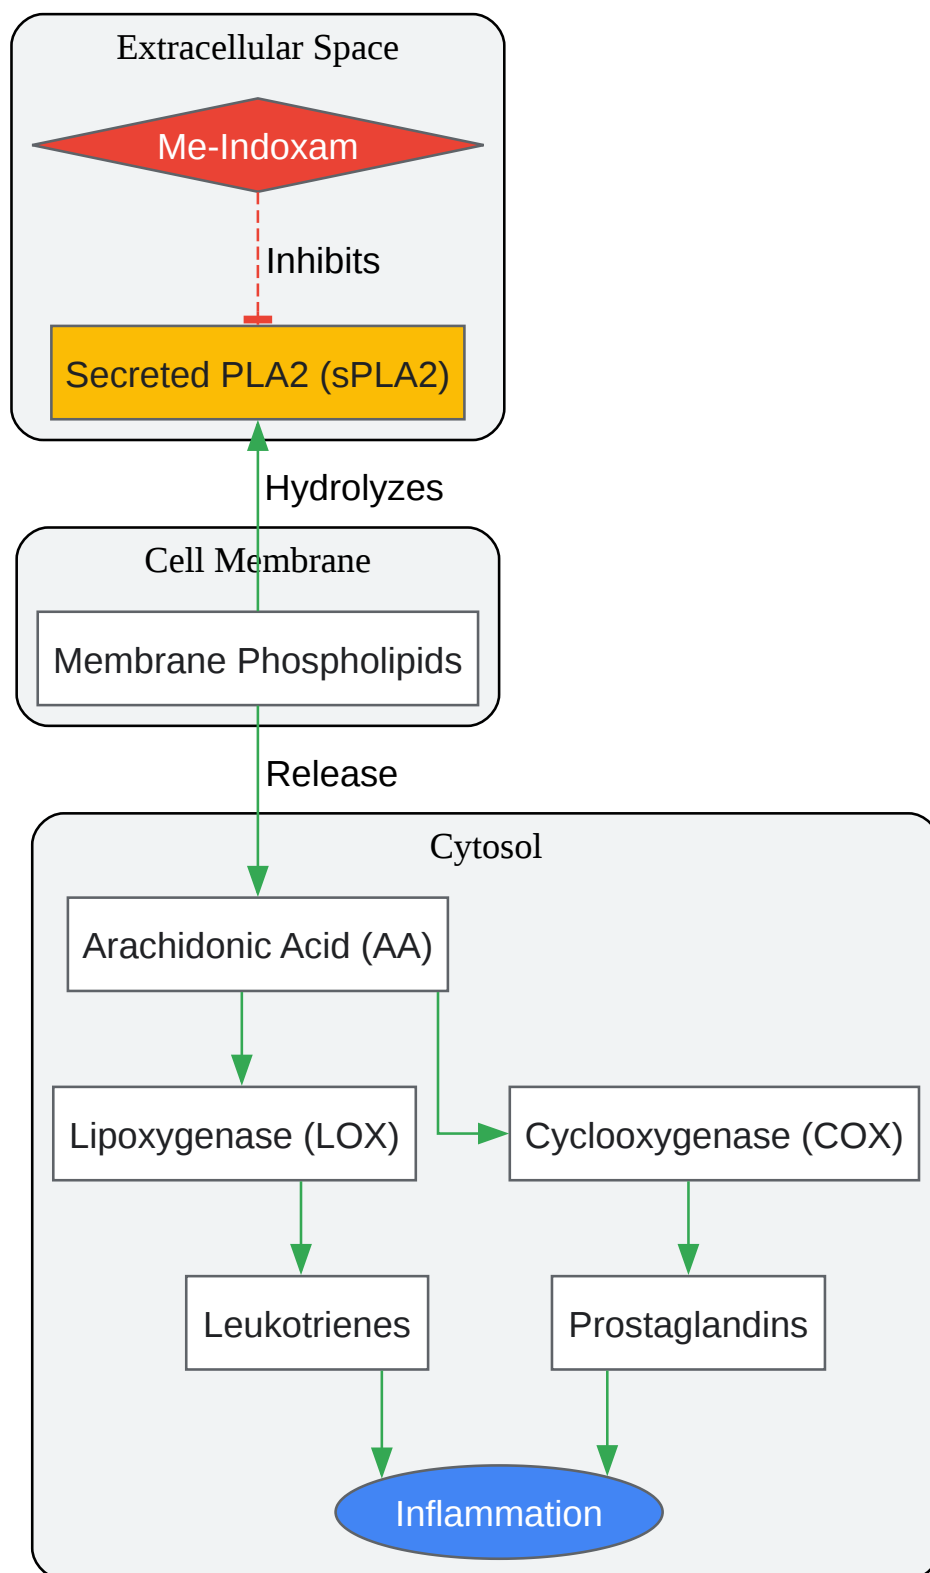 Extracellular Space
Me-Indoxam
Inhibits
Secreted PLA2 (sPLA2)
Hydrolyzes
Cell Membrane
Membrane Phospholipids
Release
Cytosol
Arachidonic Acid (AA)
Lipoxygenase (LOX)
Cyclooxygenase (COX)
Leukotrienes
Prostaglandins
Inflammation